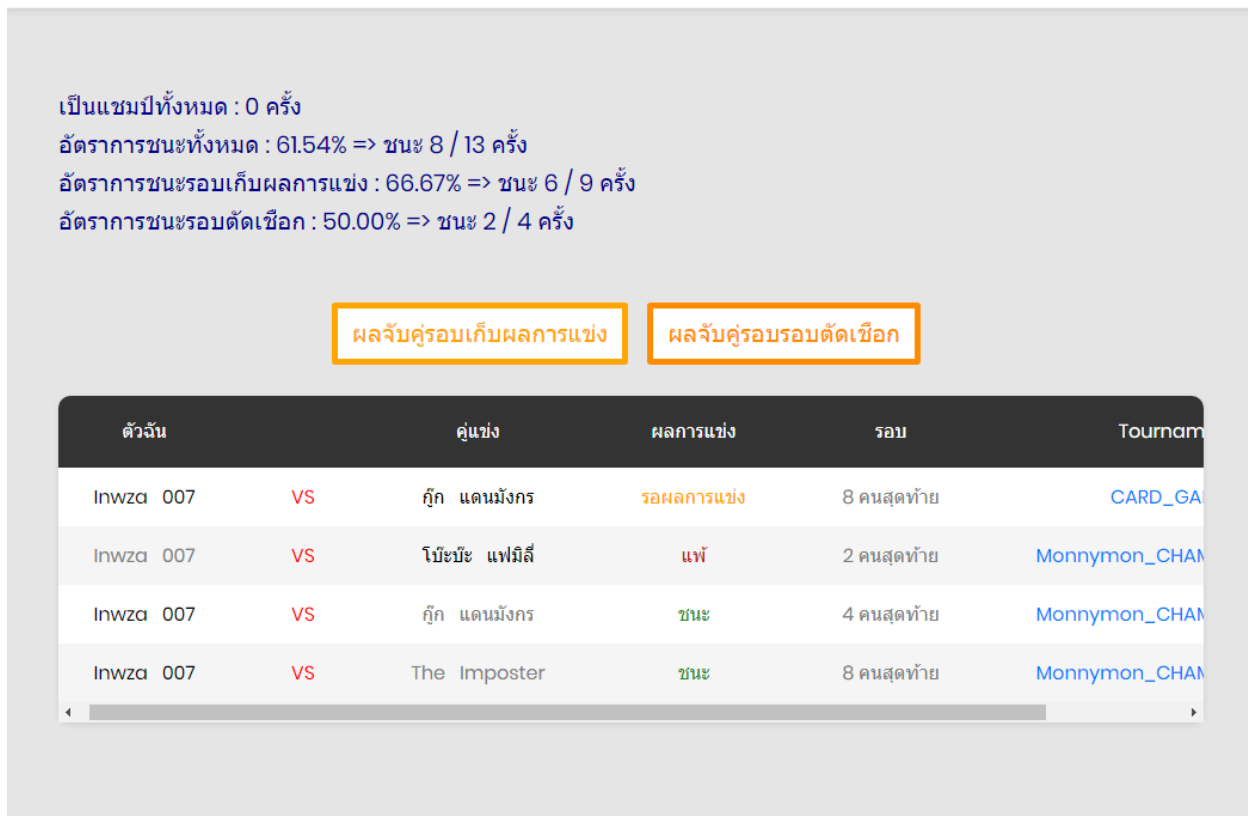 เป็นแชมป์ทั้งหมด : 0 ครั้ง
อัตราการชนะทั้งหมด : 61.54% => ชนะ 8 / 13 ครั้ง
อัตราการชนะรอบเก็บผลการแข่ง : 66.67% => ชนะ 6 / 9 ครั้ง
อัตราการชนะรอบตัดเชือก : 50.00% => ชนะ 2 / 4 ครั้ง
ผลจับคู่รอบเก็บผลการแข่ง ผลจับคู่รอบรอบตัดเชือก
ตัวฉัน คู่แข่ง ผลการแข่ง รอบ Tournam
Inwza 007 VS กุ๊ก แดนมังกร รอผลการแข่ง 8 คนสุดท้าย CARD_GA
Inwza 007 VS โบ๊ะบ๊ะ แฟมิลี่ แพ้ 2 คนสุดท้าย Monnymon_CHAM
Inwza 007 VS กุ๊ก แดนมังกร ชนะ 4 คนสุดท้าย Monnymon_CHAM
Inwza 007 VS The Imposter ชนะ 8 คนสุดท้าย Monnymon_CHAM